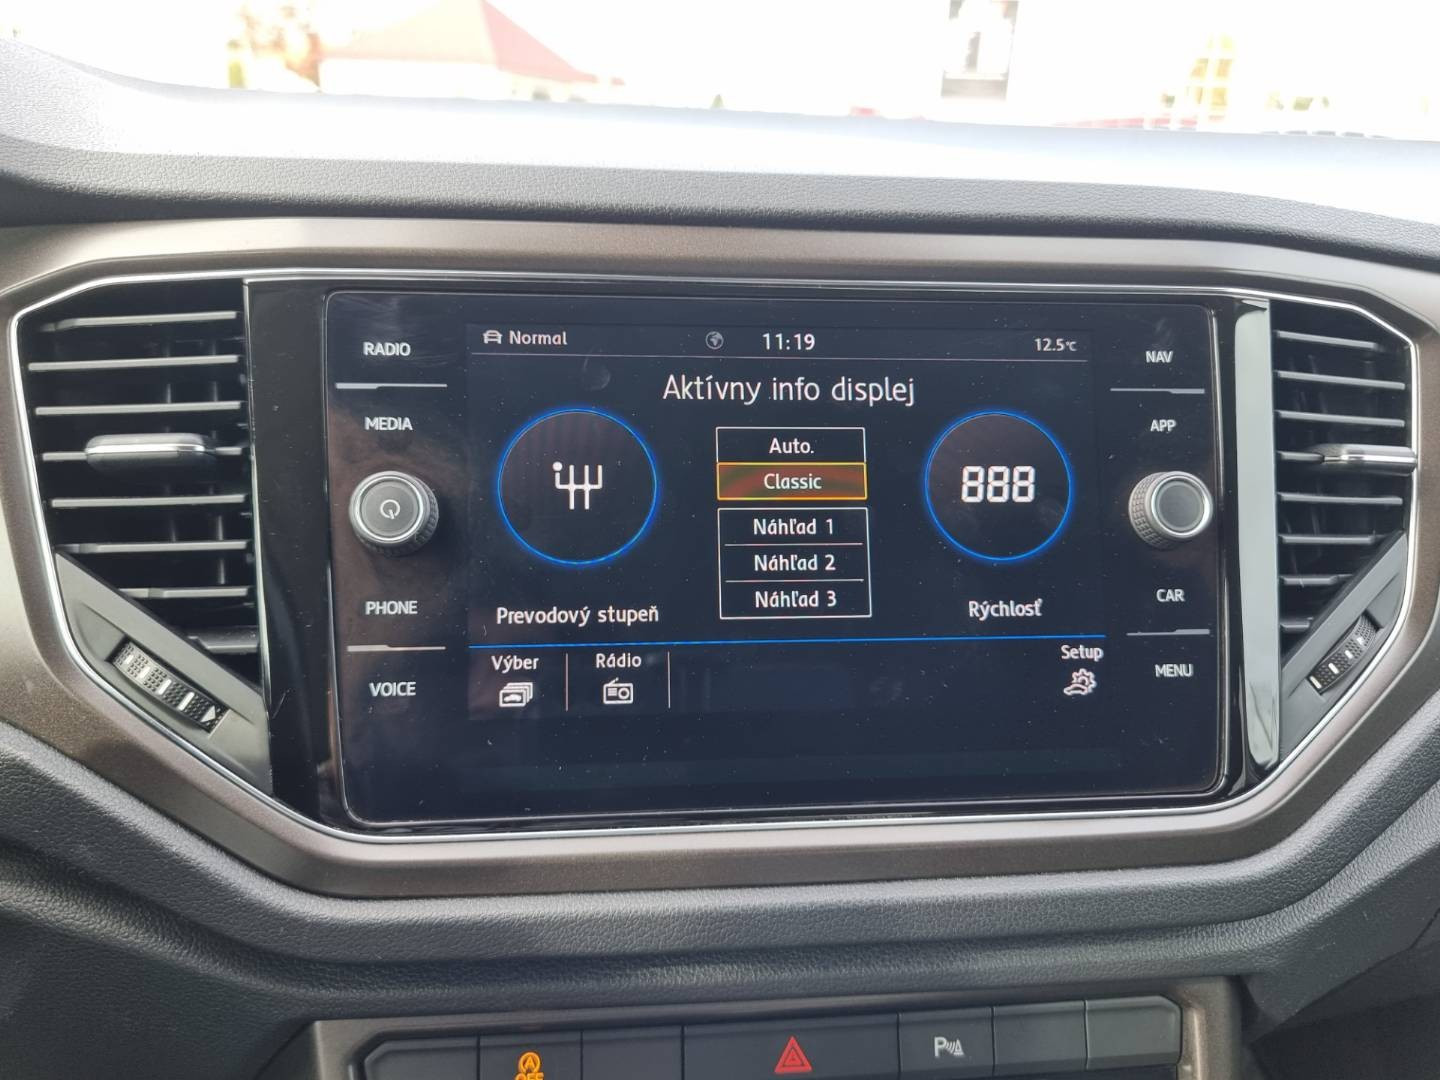 RADIO
MEDIA
PHONE
VOICE
Normal
11:19
12.5°C
Aktívny info displej
Auto.
Classic
Náhľad 1
Náhľad 2
Náhľad 3
888
Prevodový stupeň
Rýchlosť
Výber
Rádio
Setup
NAV
APP
CAR
MENU
A
OFF
P